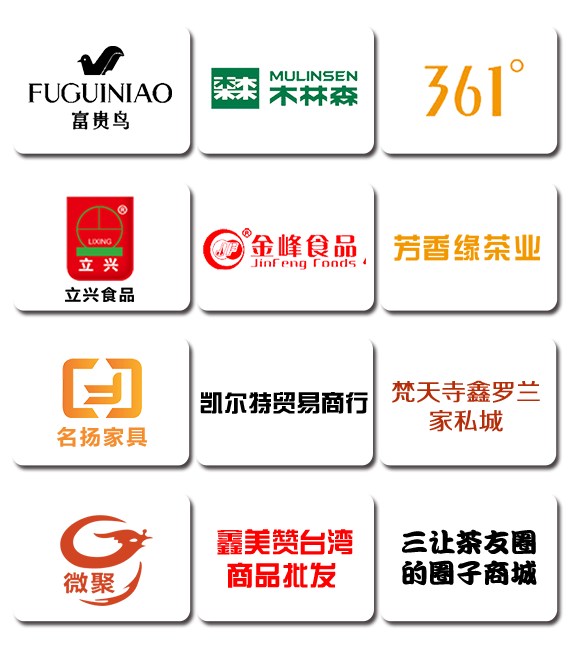 FUGUINIAO
富贵鸟
MULINSEN
木林森
361°
®
LIXING
立兴
立兴食品
®
金峰食品
JinFeng Foods
芳香缘茶业
名扬家具
凯尔特贸易商行
梵天寺鑫罗兰
家私城
微聚
鑫美赞台湾
商品批发
三让茶友圈
的圈子商城